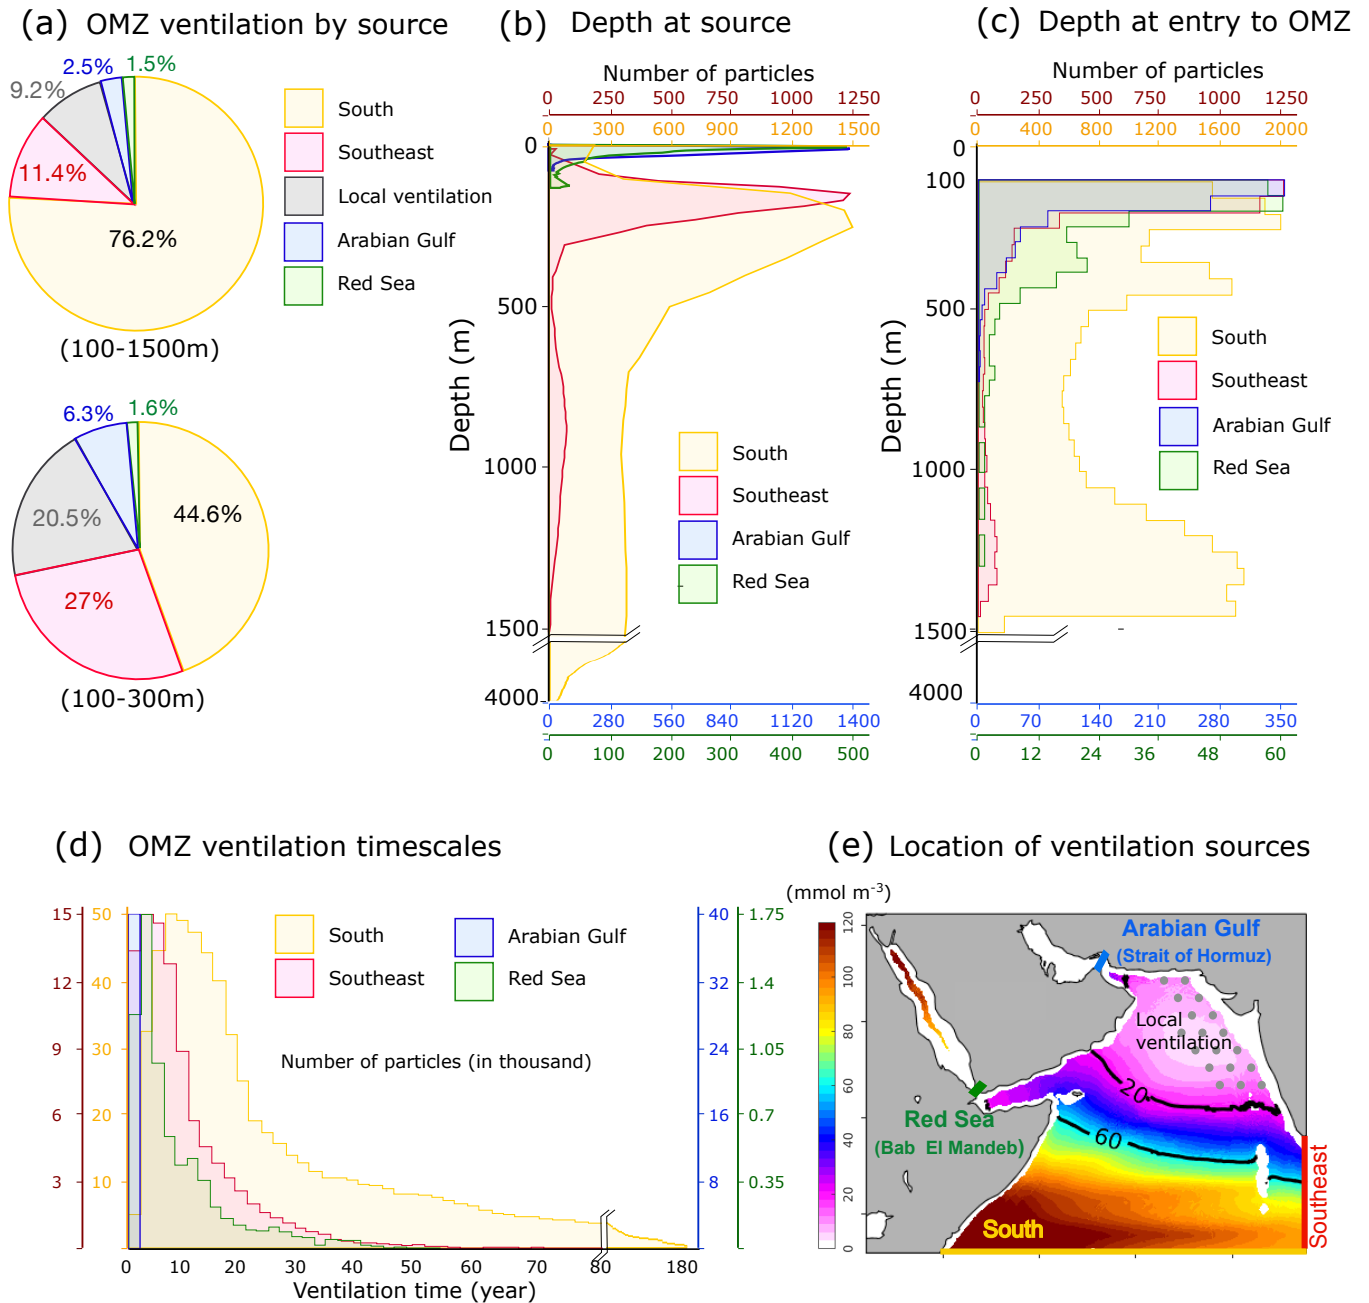 (a) OMZ ventilation by source
2.5%
1.5%
9.2%
11.4%
76.2%
South
Southeast
Local ventilation
Arabian Gulf
Red Sea
(100-1500m)
6.3%
1.6%
20.5%
44.6%
27%
(100-300m)
(b) Depth at source
Number of particles
0 250 500 750 1000 1250
0 300 600 900 1200 1500
Depth (m)
0
500
1000
1500
4000
South
Southeast
Arabian Gulf
Red Sea
0 280 560 840 1120 1400
0 100 200 300 400 500
(c) Depth at entry to OMZ
Number of particles
0 250 500 750 1000 1250
0 400 800 1200 1600 2000
Depth (m)
0
100
500
1000
1500
4000
South
Southeast
Arabian Gulf
Red Sea
0 70 140 210 280 350
0 12 24 36 48 60
(d) OMZ ventilation timescales
15 50 40 1.75
12 40 32 1.4
9 30 24 1.05
6 20 16 0.7
3 10 8 0.35
South
Southeast
Arabian Gulf
Red Sea
Number of particles (in thousand)
0 10 20 30 40 50 60 70 80 180
Ventilation time (year)
(e) Location of ventilation sources
(mmol m-3)
120
100
80
60
40
20
0
Arabian Gulf
(Strait of Hormuz)
Local
ventilation
20
60
Red Sea
(Bab El Mandeb)
South
Southeast